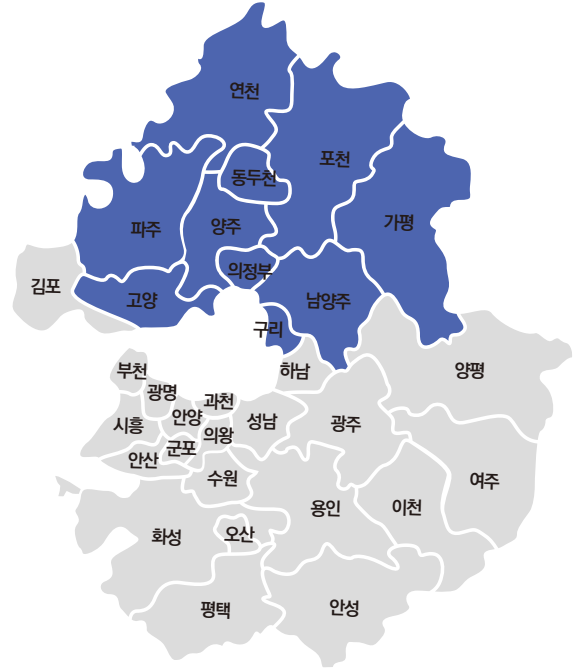 연천
포천
동두천
가평
파주
양주
의정부
김포
고양
남양주
구리
하남
양평
부천
광명
과천
안양
시흥
성남
광주
의왕
군포
안산
수원
여주
용인
이천
화성
오산
평택
안성